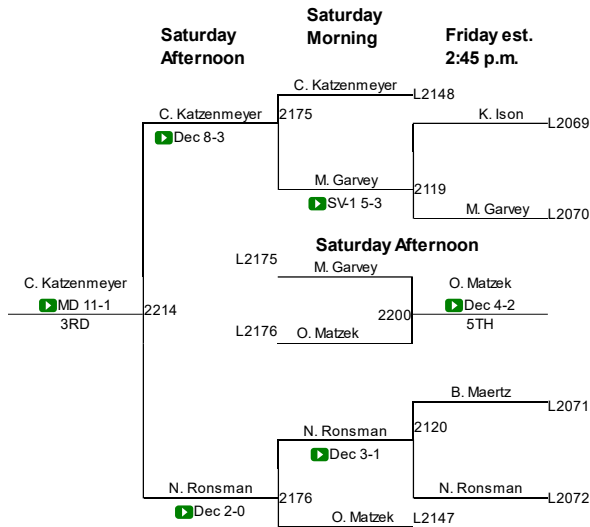 Saturday Afternoon
Saturday Morning
Friday est. 2:45 p.m.
C. Katzenmeyer
L2148
C. Katzenmeyer
2175
K. Ison
L2069
Dec 8-3
M. Garvey
2119
SV-1 5-3
M. Garvey
L2070
Saturday Afternoon
L2175
M. Garvey
C. Katzenmeyer
O. Matzek
MD 11-1
2214
2200
Dec 4-2
3RD
5TH
L2176
O. Matzek
B. Maertz
L2071
N. Ronsman
2120
Dec 3-1
N. Ronsman
2176
N. Ronsman
L2072
Dec 2-0
O. Matzek
L2147